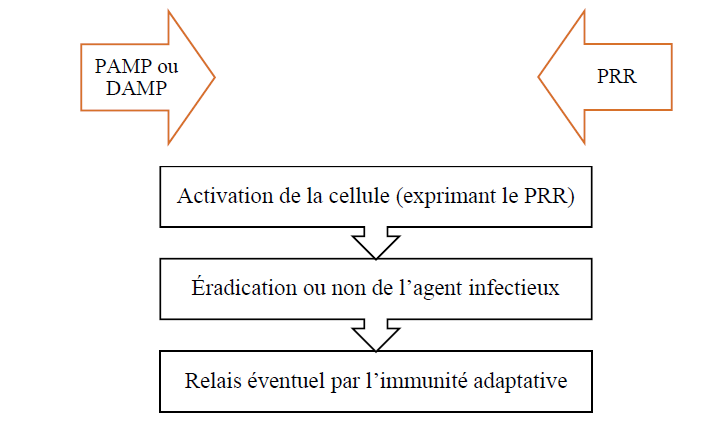 PAMP ou
DAMP
PRR
Activation de la cellule (exprimant le PRR)
Éradication ou non de l’agent infectieux
Relais éventuel par l’immunité adaptative